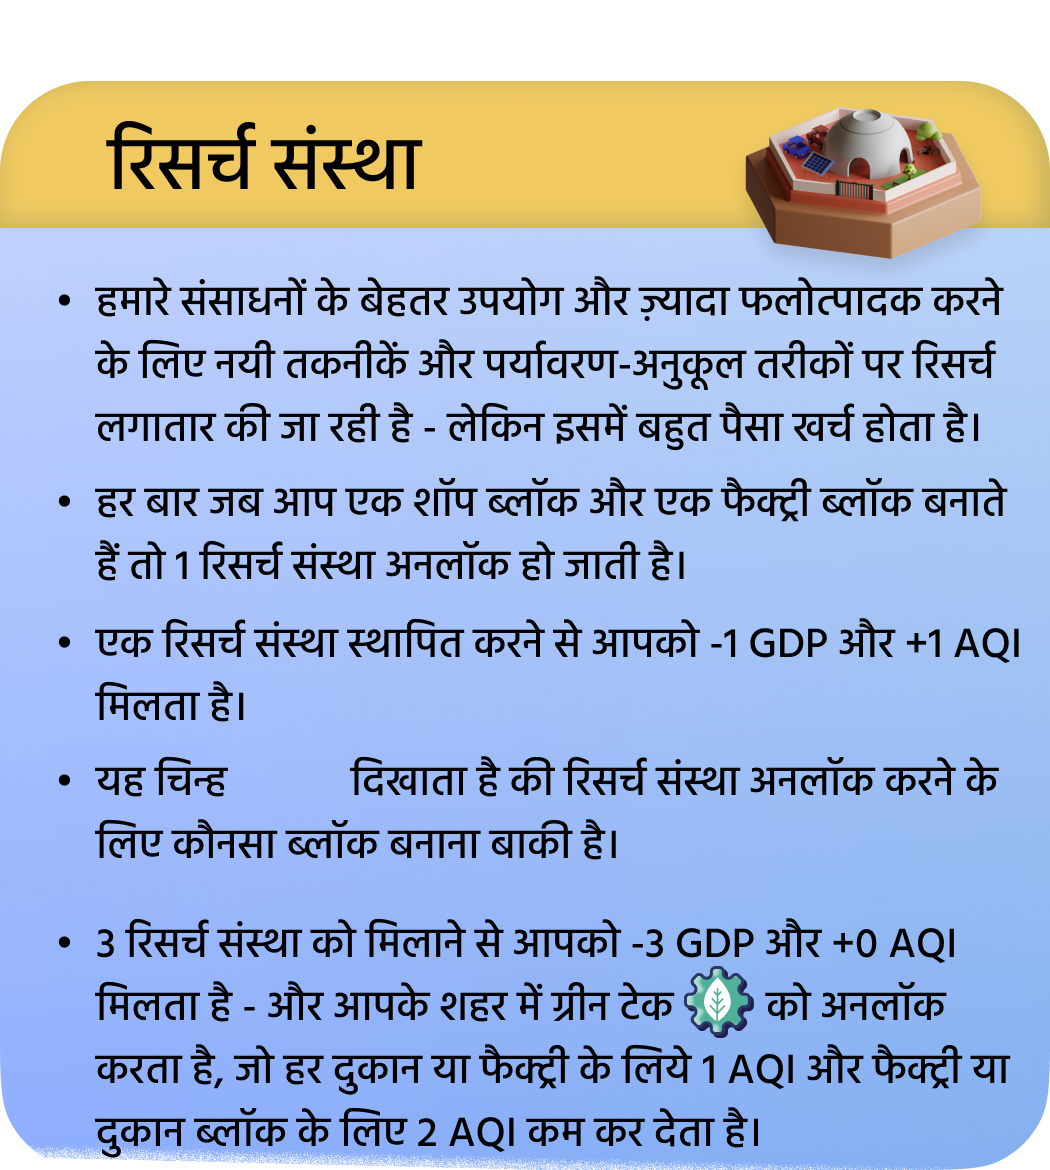 रिसर्च संस्था
• हमारे संसाधनों के बेहतर उपयोग और ज़्यादा फलोत्पादक करने
के लिए नयी तकनीकें और पर्यावरण-अनुकूल तरीकों पर रिसर्च
लगातार की जा रही है - लेकिन इसमें बहुत पैसा खर्च होता है।
• हर बार जब आप एक शॉप ब्लॉक और एक फैक्ट्री ब्लॉक बनाते
हैं तो 1 रिसर्च संस्था अनलॉक हो जाती है।
• एक रिसर्च संस्था स्थापित करने से आपको -1 GDP और +1 AQI
मिलता है।
• यह चिन्ह दिखाता है की रिसर्च संस्था अनलॉक करने के
लिए कौनसा ब्लॉक बनाना बाकी है।
• 3 रिसर्च संस्था को मिलाने से आपको -3 GDP और +0 AQI
मिलता है - और आपके शहर में ग्रीन टेक को अनलॉक
करता है, जो हर दुकान या फैक्ट्री के लिये 1 AQI और फैक्ट्री या
दुकान ब्लॉक के लिए 2 AQI कम कर देता है।